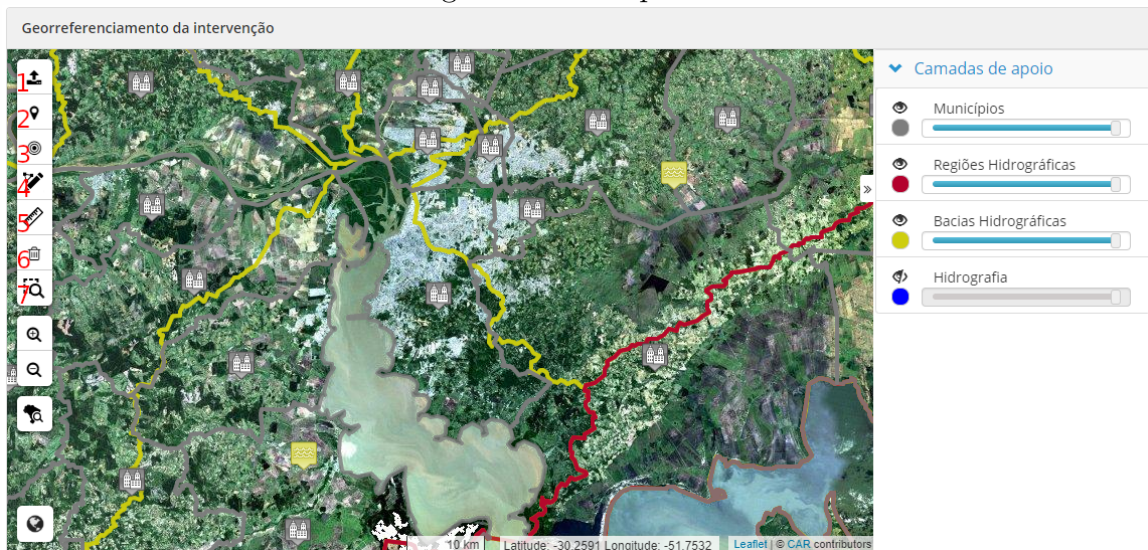 Georreferenciamento da intervenção
1
2
3
4
5
6
7
»
Camadas de apoio
Municípios
Regiões Hidrográficas
Bacias Hidrográficas
Hidrografia
10 km
Latitude: -30.2591 Longitude: -51.7532
Leaflet | © CAR contributors